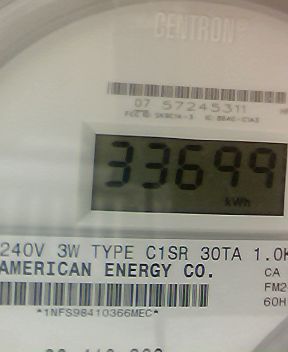 CENTRON®
07 57245311
33699
kWh
240V 3W TYPE C1SR 30TA 1.0K
AMERICAN ENERGY CO.
CA
FM2
60H
*1NFS98410366MEC*